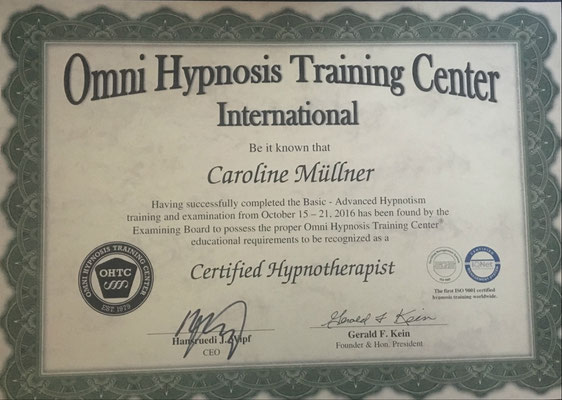 Omni Hypnosis Training Center
International
Be it known that
Caroline Müllner
Having successfully completed the Basic - Advanced Hypnotism
training and examination from October 15 – 21, 2016 has been found by the
Examining Board to possess the proper Omni Hypnosis Training Center®
educational requirements to be recognized as a
Certified Hypnotherapist
OMNI HYPNOSIS TRAINING CENTER
OHTC
EST. 1979
The first ISO 9001 certified
hypnosis training worldwide.
Gerald F. Kein
Hansruedi J. Wipf
CEO
Gerald F. Kein
Founder & Hon. President